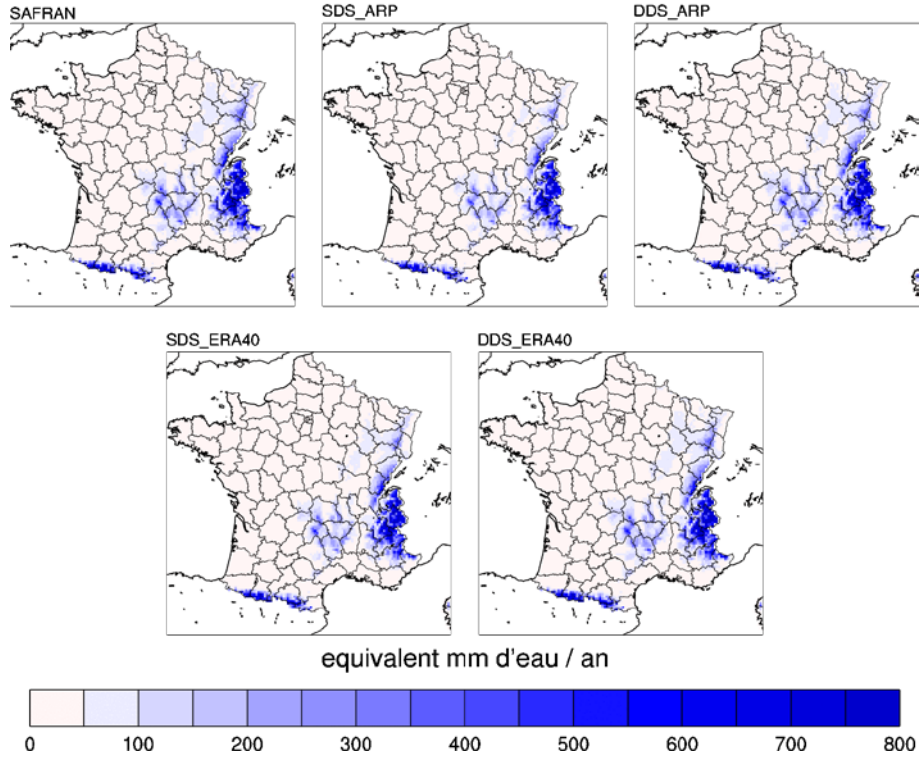 SAFRAN
SDS_ARP
DDS_ARP
SDS_ERA40
DDS_ERA40
equivalent mm d'eau / an
0 100 200 300 400 500 600 700 800